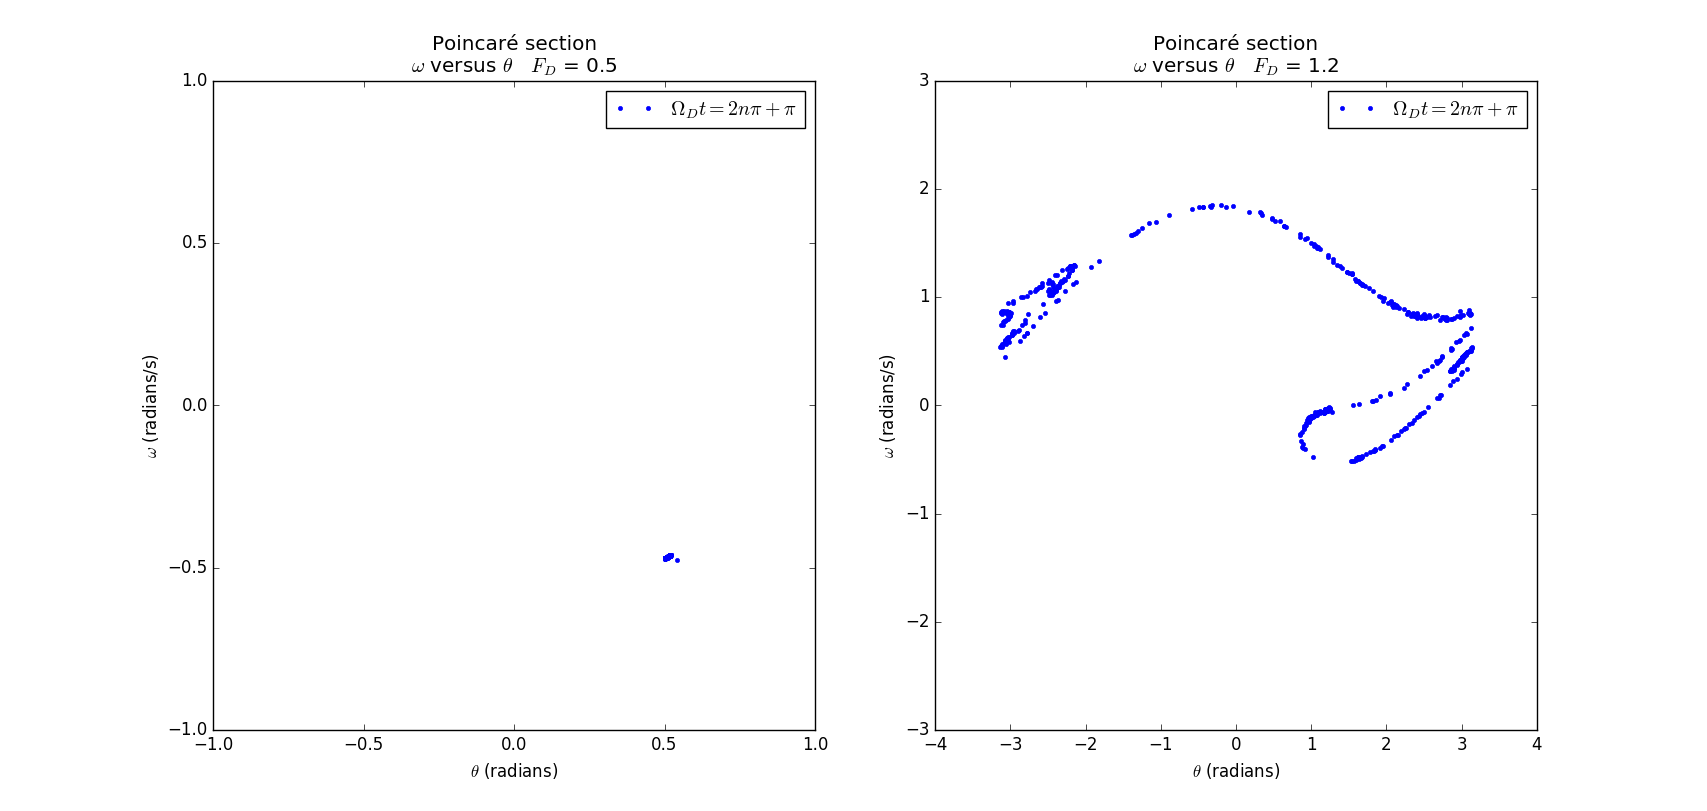 Poincaré section
ω versus θ F_D = 0.5
1.0
0.5
0.0
−0.5
−1.0
ω (radians/s)
Ω_D t = 2nπ + π
−1.0 −0.5 0.0 0.5 1.0
θ (radians)
Poincaré section
ω versus θ F_D = 1.2
3
2
1
0
−1
−2
−3
ω (radians/s)
Ω_D t = 2nπ + π
−4 −3 −2 −1 0 1 2 3 4
θ (radians)